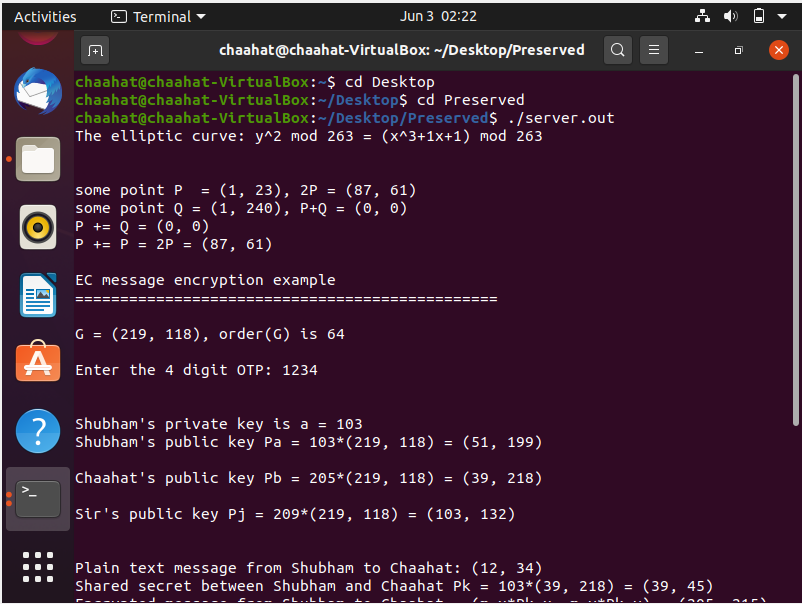 Activities Terminal Jun 3 02:22
chaahat@chaahat-VirtualBox: ~/Desktop/Preserved
chaahat@chaahat-VirtualBox:~$ cd Desktop
chaahat@chaahat-VirtualBox:~/Desktop$ cd Preserved
chaahat@chaahat-VirtualBox:~/Desktop/Preserved$ ./server.out
The elliptic curve: y^2 mod 263 = (x^3+1x+1) mod 263
some point P  = (1, 23), 2P = (87, 61)
some point Q = (1, 240), P+Q = (0, 0)
P += Q = (0, 0)
P += P = 2P = (87, 61)
EC message encryption example
===============================================
G = (219, 118), order(G) is 64
Enter the 4 digit OTP: 1234
Shubham's private key is a = 103
Shubham's public key Pa = 103*(219, 118) = (51, 199)
Chaahat's public key Pb = 205*(219, 118) = (39, 218)
Sir's public key Pj = 209*(219, 118) = (103, 132)
Plain text message from Shubham to Chaahat: (12, 34)
Shared secret between Shubham and Chaahat Pk = 103*(39, 218) = (39, 45)
Encrypted message from Shubham to Chaahat